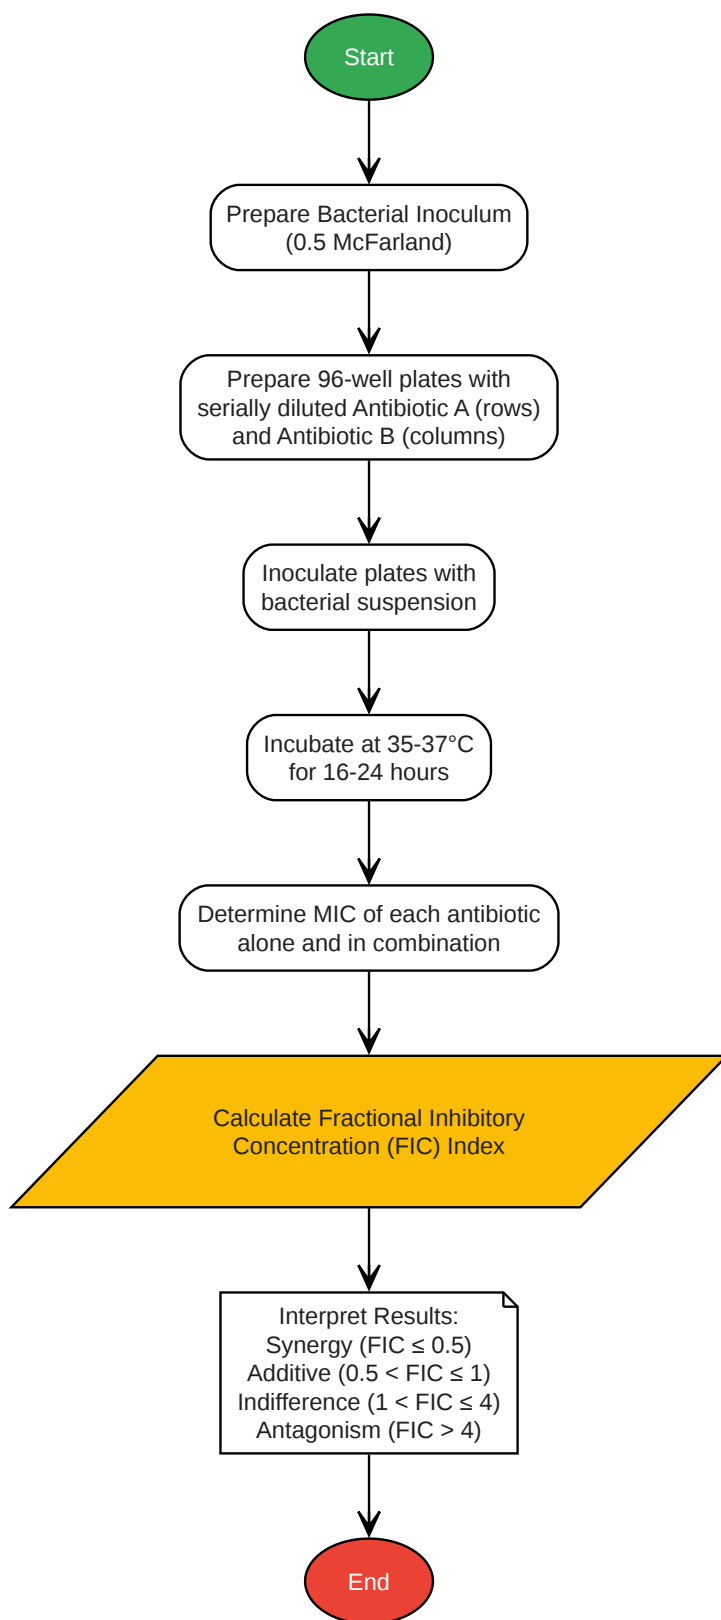 Start
Prepare Bacterial Inoculum
(0.5 McFarland)
Prepare 96-well plates with
serially diluted Antibiotic A (rows)
and Antibiotic B (columns)
Inoculate plates with
bacterial suspension
Incubate at 35-37°C
for 16-24 hours
Determine MIC of each antibiotic
alone and in combination
Calculate Fractional Inhibitory
Concentration (FIC) Index
Interpret Results:
Synergy (FIC ≤ 0.5)
Additive (0.5 < FIC ≤ 1)
Indifference (1 < FIC ≤ 4)
Antagonism (FIC > 4)
End